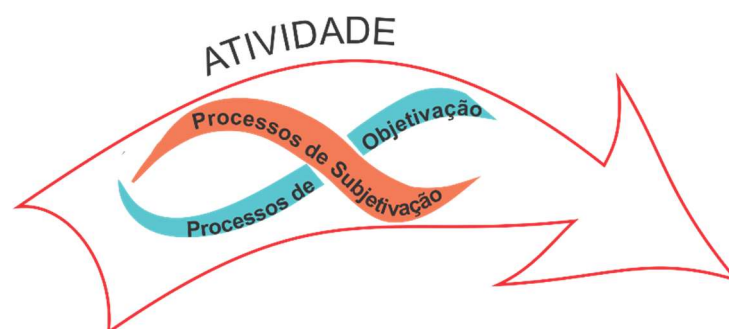 ATIVIDADE
Processos de Subjetivação
Processos de Objetivação